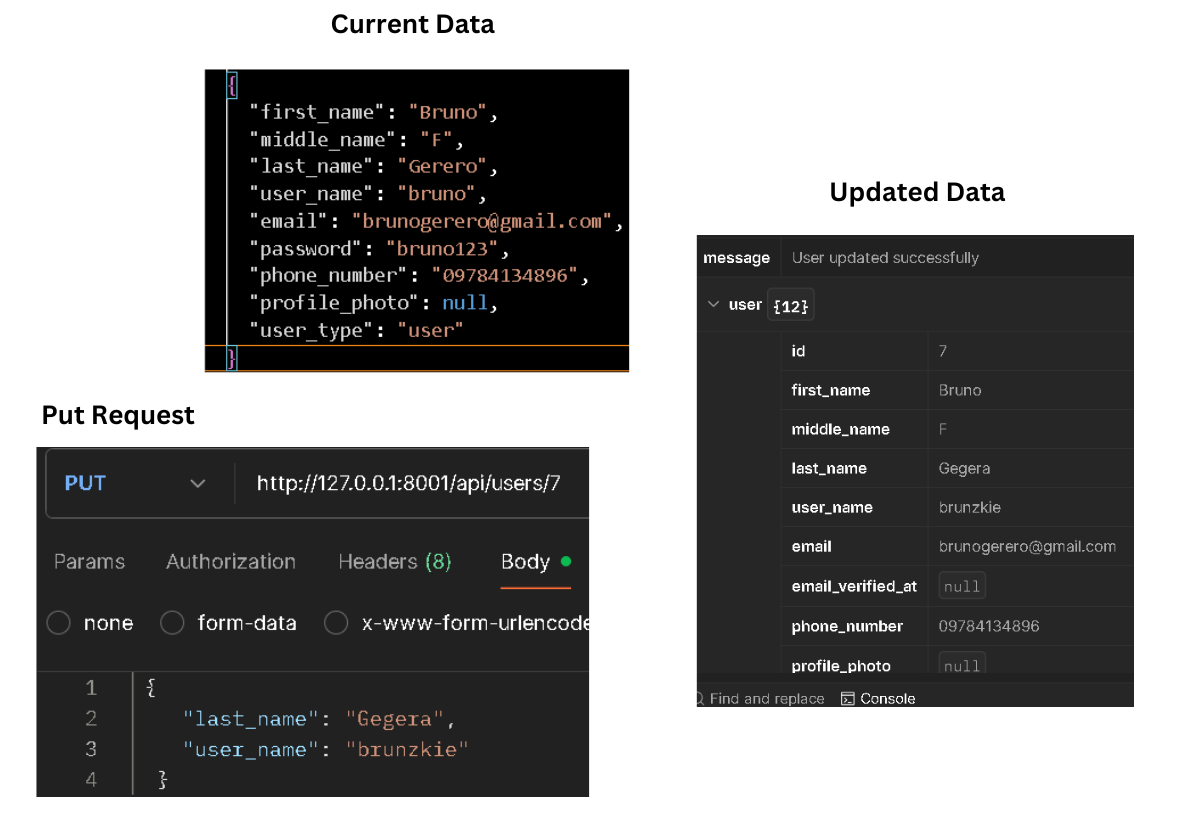 Current Data
{
"first_name": "Bruno",
"middle_name": "F",
"last_name": "Gerero",
"user_name": "bruno",
"email": "brunogerero@gmail.com",
"password": "bruno123",
"phone_number": "09784134896",
"profile_photo": null,
"user_type": "user"
}
Put Request
PUT http://127.0.0.1:8001/api/users/7
Params Authorization Headers (8) Body
none form-data x-www-form-urlencode
1 {
2 "last_name": "Gegera",
3 "user_name": "brunzkie"
4 }
Updated Data
message User updated successfully
user {12}
id 7
first_name Bruno
middle_name F
last_name Gegera
user_name brunzkie
email brunogerero@gmail.com
email_verified_at null
phone_number 09784134896
profile_photo null
Find and replace Console